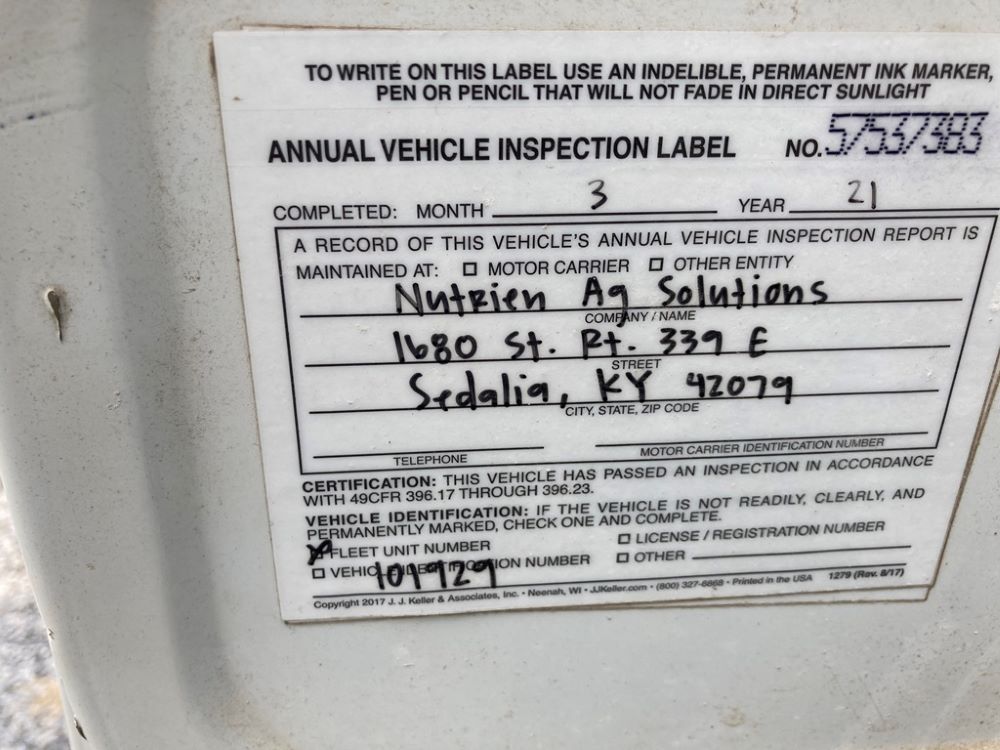 TO WRITE ON THIS LABEL USE AN INDELIBLE, PERMANENT INK MARKER,
PEN OR PENCIL THAT WILL NOT FADE IN DIRECT SUNLIGHT
ANNUAL VEHICLE INSPECTION LABEL NO. 57537383
COMPLETED: MONTH 3 YEAR 21
A RECORD OF THIS VEHICLE'S ANNUAL VEHICLE INSPECTION REPORT IS
MAINTAINED AT: ☐ MOTOR CARRIER ☐ OTHER ENTITY
Nutrien Ag Solutions
COMPANY / NAME
1680 St. Rt. 339 E
STREET
Sedalia, KY 42079
CITY, STATE, ZIP CODE
TELEPHONE MOTOR CARRIER IDENTIFICATION NUMBER
CERTIFICATION: THIS VEHICLE HAS PASSED AN INSPECTION IN ACCORDANCE
WITH 49CFR 396.17 THROUGH 396.23.
VEHICLE IDENTIFICATION: IF THE VEHICLE IS NOT READILY, CLEARLY, AND
PERMANENTLY MARKED, CHECK ONE AND COMPLETE.
☒ FLEET UNIT NUMBER ☐ LICENSE / REGISTRATION NUMBER
☐ VEHICLE IDENTIFICATION NUMBER ☐ OTHER
101929
Copyright 2017 J. J. Keller & Associates, Inc. • Neenah, WI • JJKeller.com • (800) 327-6868 • Printed in the USA 1279 (Rev. 8/17)